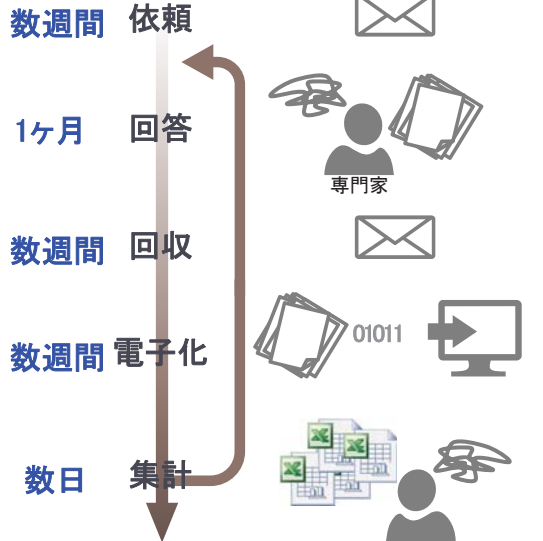 数週間 依頼
1ヶ月 回答
専門家
数週間 回収
数週間 電子化
01011
数日 集計